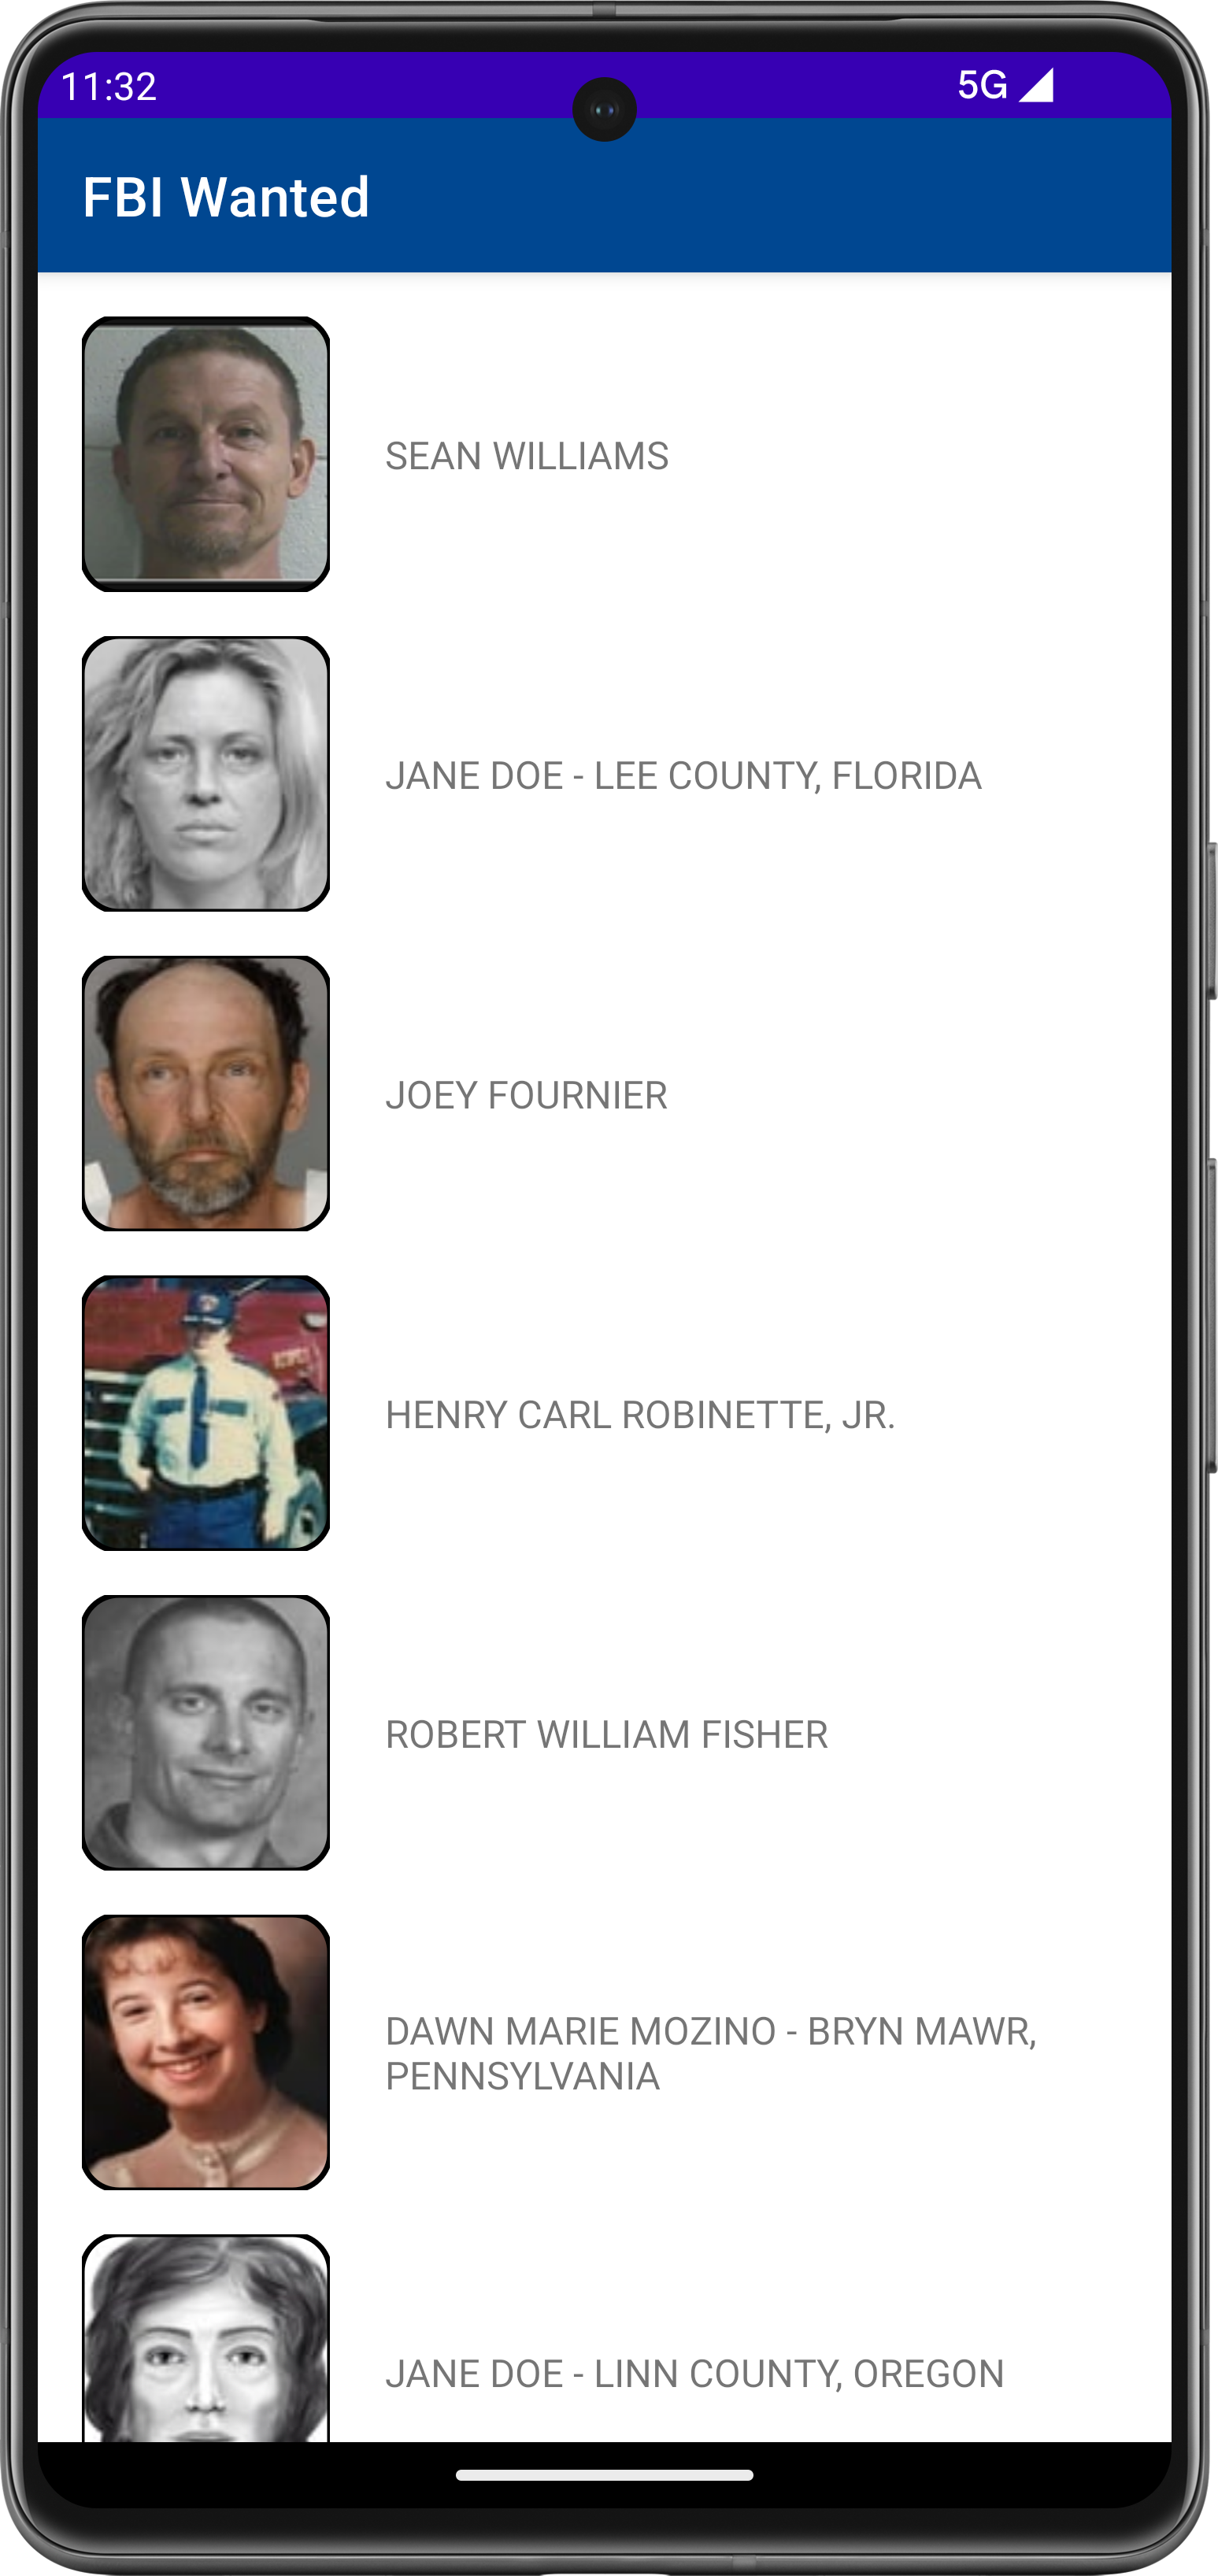 11:32 5G
FBI Wanted
SEAN WILLIAMS
JANE DOE - LEE COUNTY, FLORIDA
JOEY FOURNIER
HENRY CARL ROBINETTE, JR.
ROBERT WILLIAM FISHER
DAWN MARIE MOZINO - BRYN MAWR,
PENNSYLVANIA
JANE DOE - LINN COUNTY, OREGON